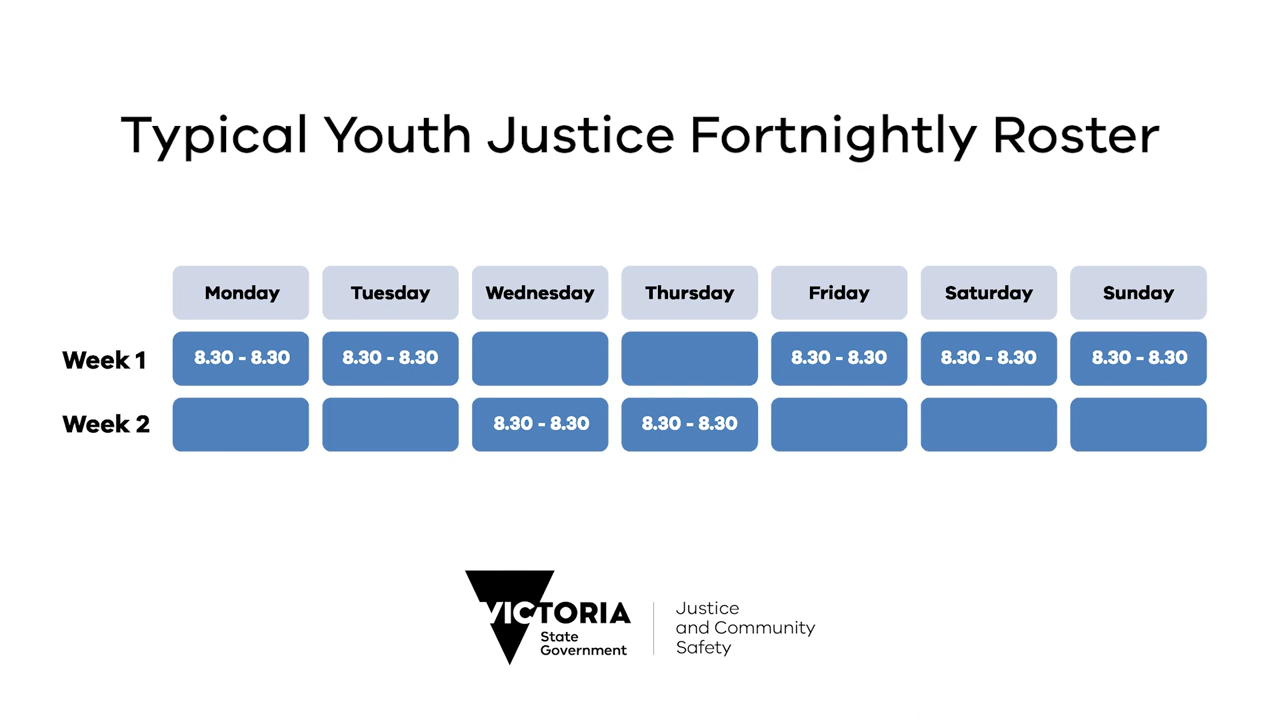 Typical Youth Justice Fortnightly Roster
Monday Tuesday Wednesday Thursday Friday Saturday Sunday
Week 1 8.30 - 8.30 8.30 - 8.30 8.30 - 8.30 8.30 - 8.30 8.30 - 8.30
Week 2 8.30 - 8.30 8.30 - 8.30
VICTORIA
State
Government
Justice
and Community
Safety